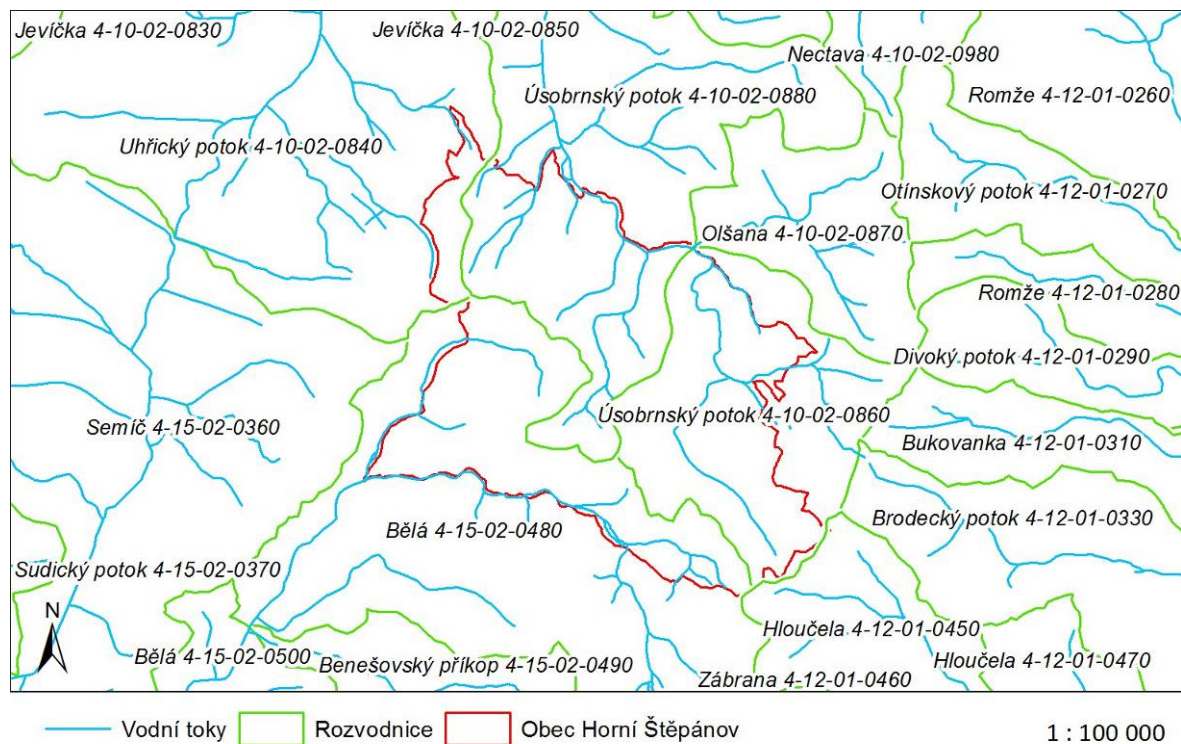 Jevíčka 4-10-02-0830
Jevíčka 4-10-02-0850
Nectava 4-10-02-0980
Úsobrnský potok 4-10-02-0880
Romže 4-12-01-0260
Uhřický potok 4-10-02-0840
Otínskový potok 4-12-01-0270
Olšana 4-10-02-0870
Romže 4-12-01-0280
Divoký potok 4-12-01-0290
Semíč 4-15-02-0360
Úsobrnský potok 4-10-02-0860
Bukovanka 4-12-01-0310
Bělá 4-15-02-0480
Brodecký potok 4-12-01-0330
Sudický potok 4-15-02-0370
N
Hloučela 4-12-01-0450
Bělá 4-15-02-0500
Benešovský příkop 4-15-02-0490
Hloučela 4-12-01-0470
Zábrana 4-12-01-0460
Vodní toky
Rozvodnice
Obec Horní Štěpánov
1 : 100 000